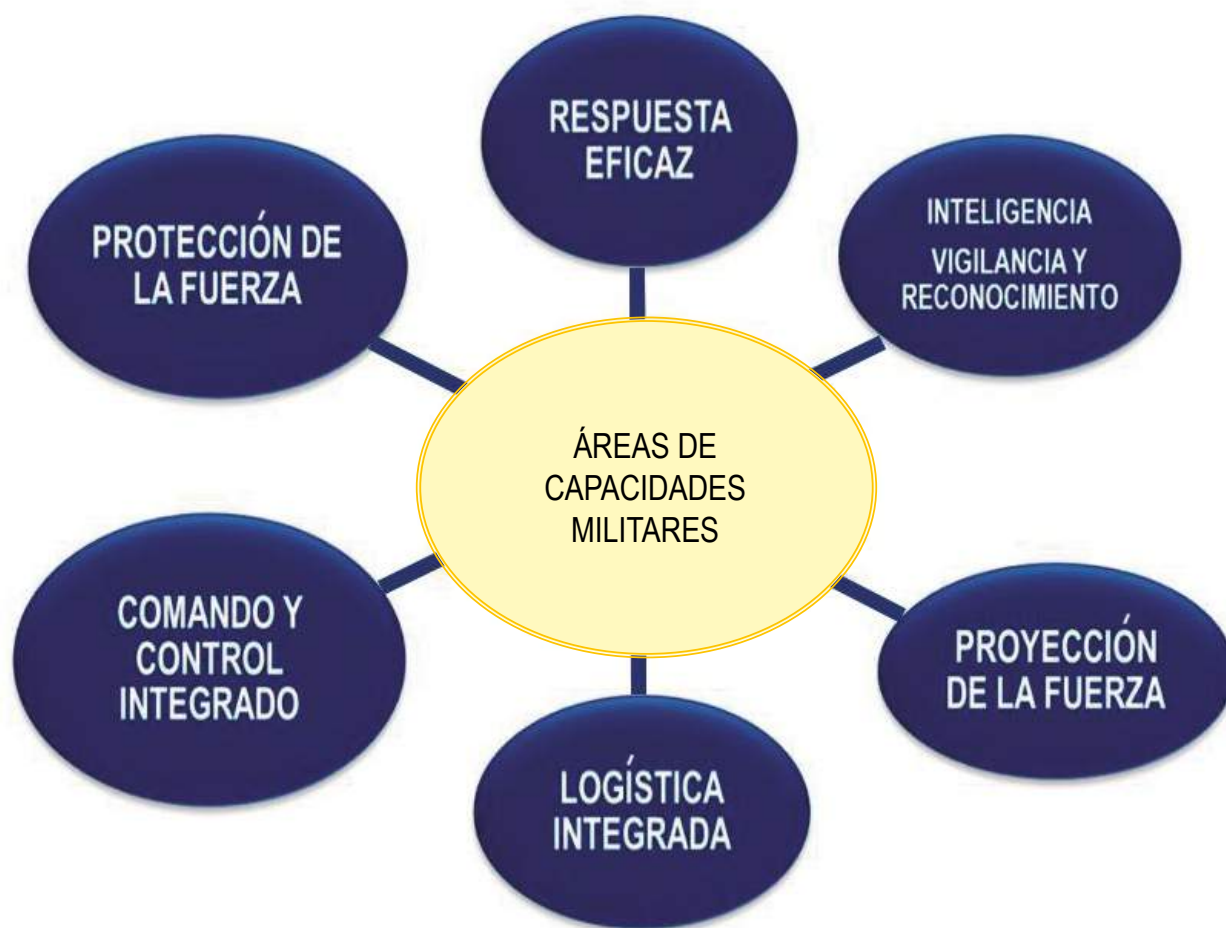 RESPUESTA
EFICAZ
INTELIGENCIA
VIGILANCIA Y
RECONOCIMIENTO
PROTECCIÓN DE
LA FUERZA
ÁREAS DE
CAPACIDADES
MILITARES
COMANDO Y
CONTROL
INTEGRADO
PROYECCIÓN
DE LA FUERZA
LOGÍSTICA
INTEGRADA